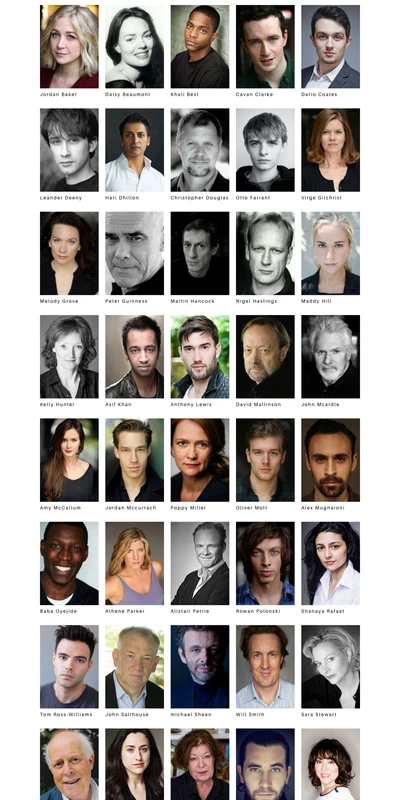 Jordan Baker Daisy Beaumont Khali Best Cavan Clarke Dario Coates
Leander Deeny Hari Dhillon Christopher Douglas Otto Farrant Virge Gilchrist
Melody Grove Peter Guinness Martin Hancock Nigel Hastings Maddy Hill
Kelly Hunter Asif Khan Anthony Lewis David Mallinson John Mcardle
Amy McCallum Jordan Mccurrach Poppy Miller Oliver Mott Alex Mugnaioni
Baba Oyejide Athene Parker Alistair Petrie Rowan Polonski Shanaya Rafaat
Tom Ross-Williams John Salthouse Michael Sheen Will Smith Sara Stewart